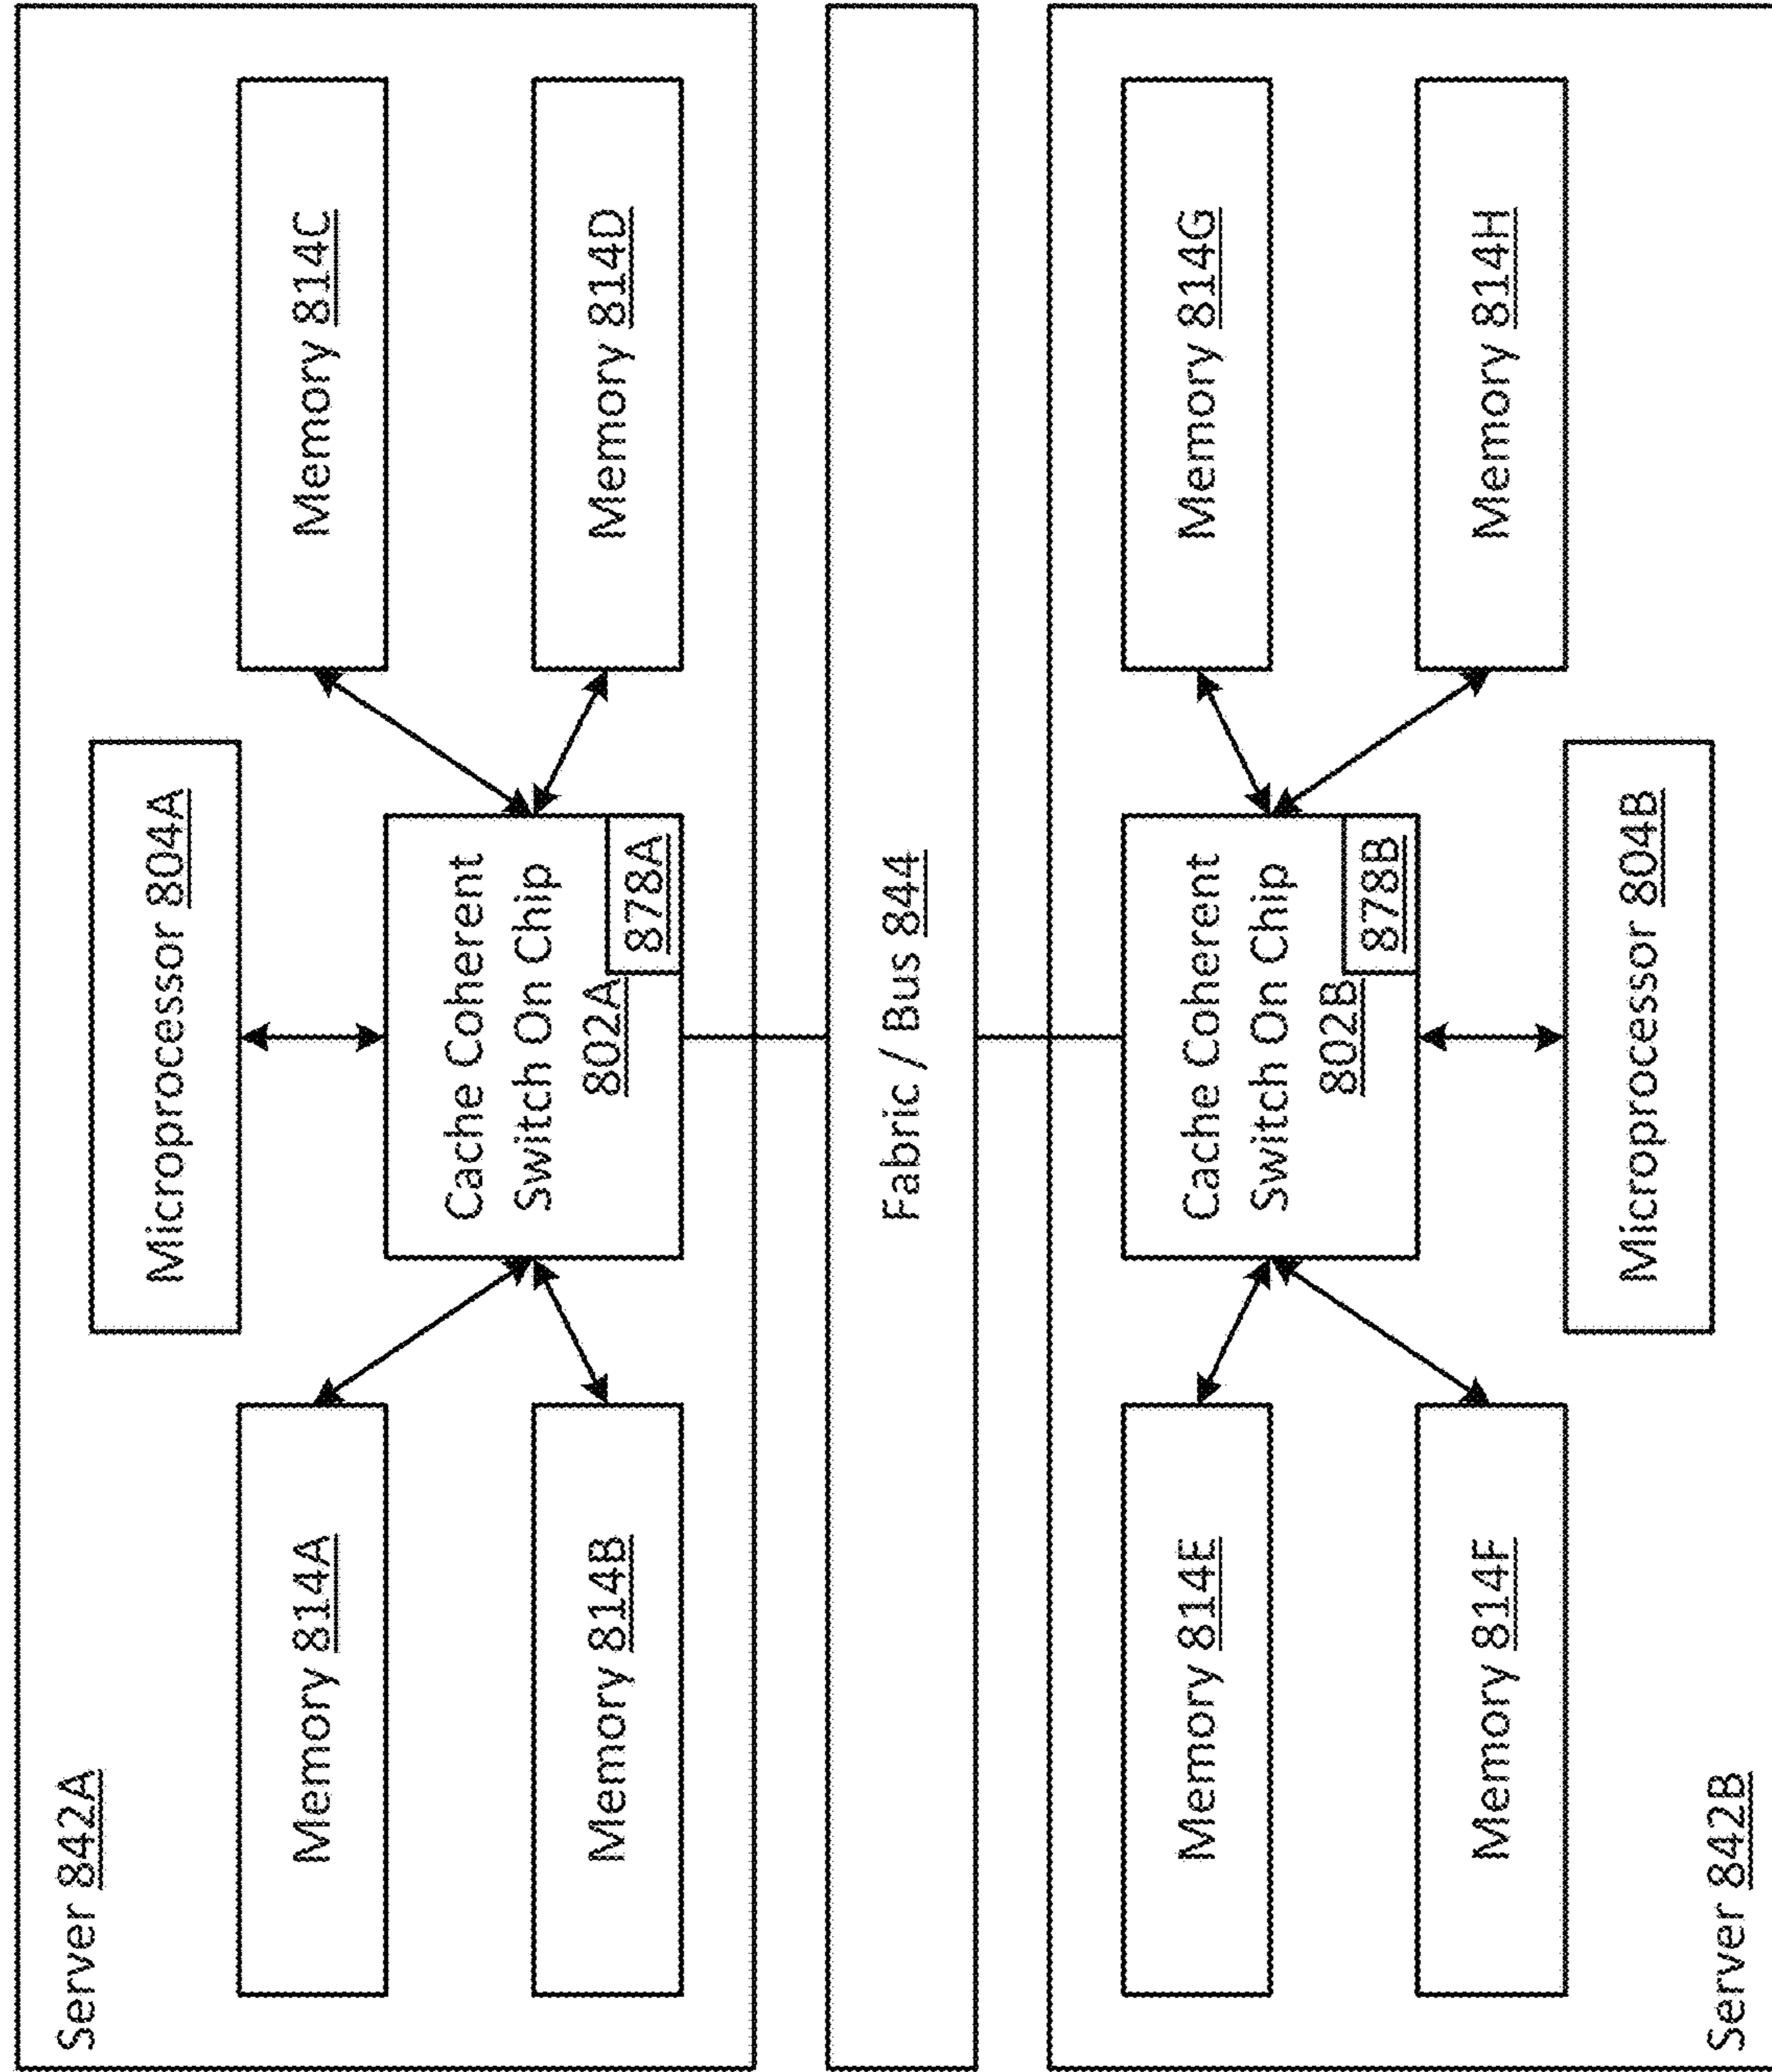 Server 842A
Microprocessor 804A
Memory 814A
Memory 814C
Cache Coherent
Switch On Chip
802A
878A
Memory 814B
Memory 814D
Fabric / Bus 844
Memory 814E
Memory 814G
Cache Coherent
Switch On Chip
802B
878B
Memory 814F
Memory 814H
Microprocessor 804B
Server 842B